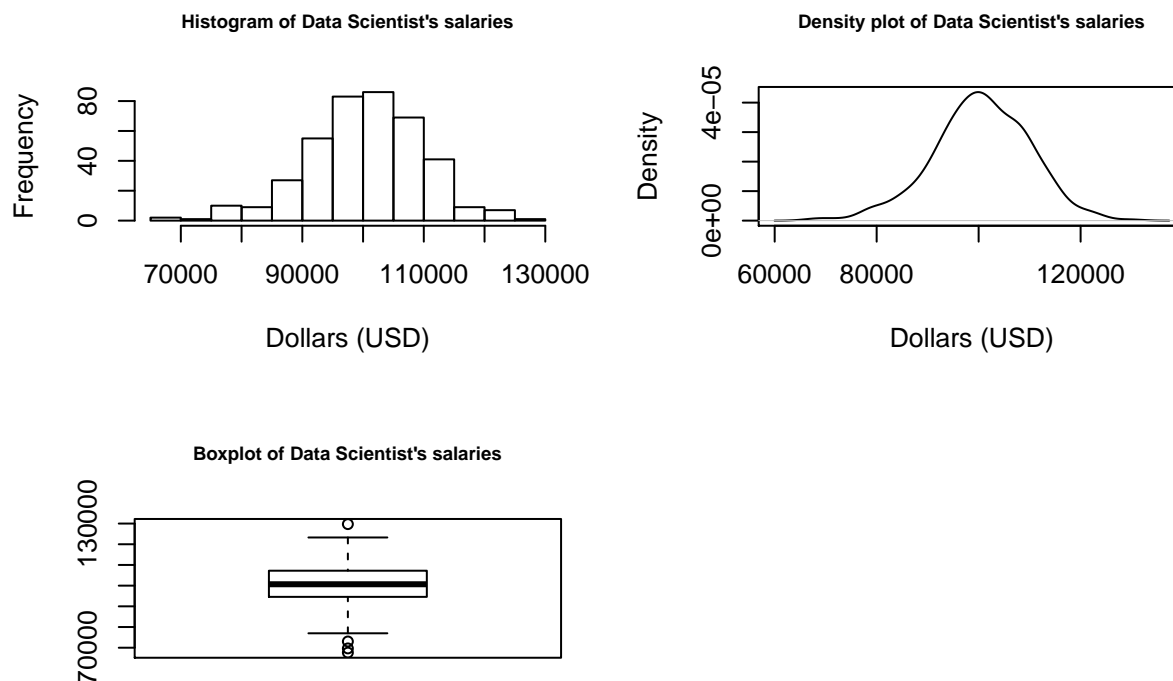 Histogram of Data Scientist's salaries
Frequency
0 40 80
70000 90000 110000 130000
Dollars (USD)
Density plot of Data Scientist's salaries
Density
0e+00 4e−05
60000 80000 120000
Dollars (USD)
Boxplot of Data Scientist's salaries
70000 130000